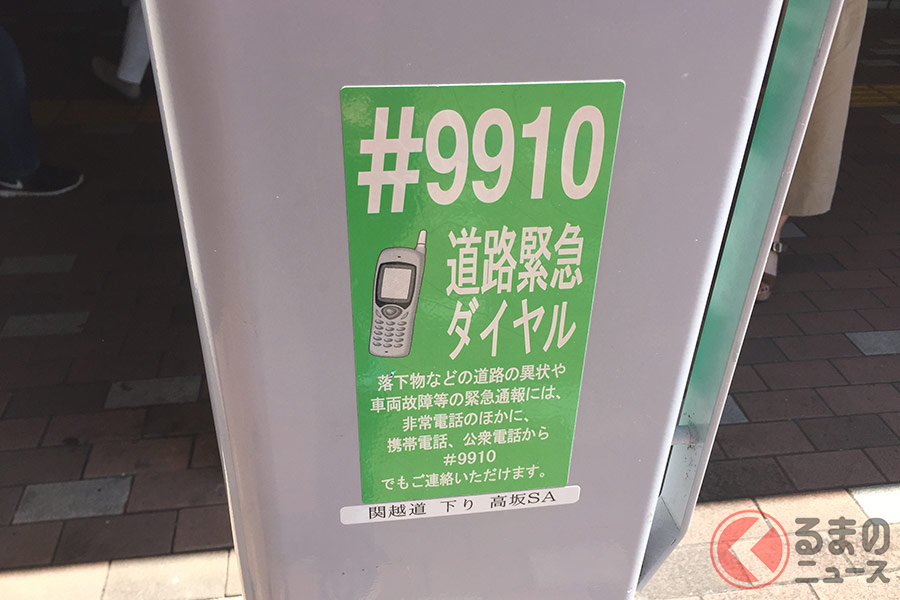 #9910
道路緊急
ダイヤル
落下物などの道路の異状や
車両故障等の緊急通報には、
非常電話のほかに、
携帯電話、公衆電話から
#9910
でもご連絡いただけます。
関越道 下り 高坂SA
くるまの
ニュース